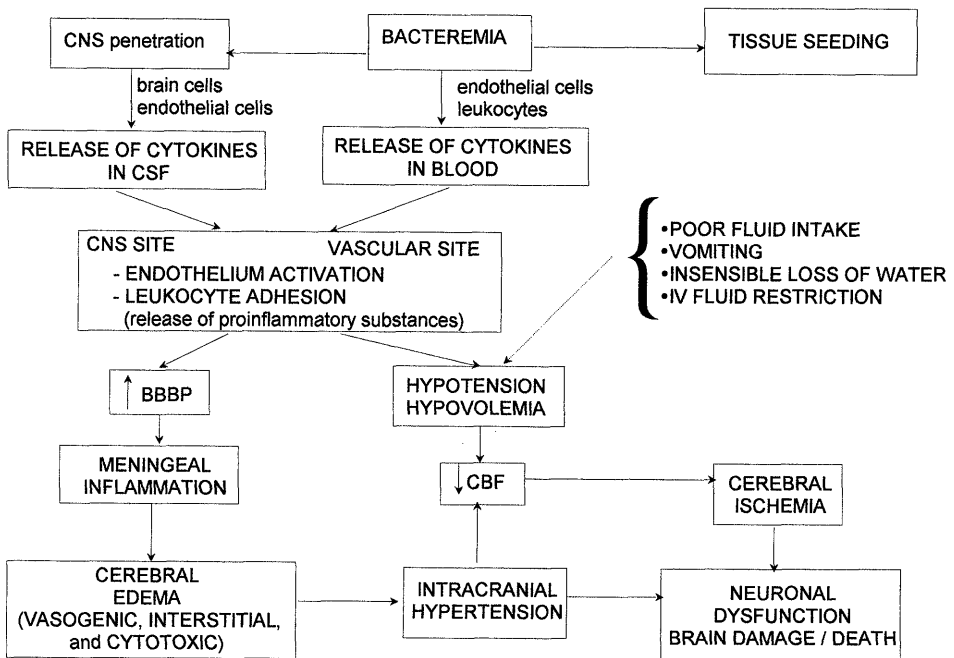 CNS penetration
BACTEREMIA
TISSUE SEEDING
brain cells
endothelial cells
endothelial cells
leukocytes
RELEASE OF CYTOKINES
IN CSF
RELEASE OF CYTOKINES
IN BLOOD
CNS SITE
VASCULAR SITE
- ENDOTHELIUM ACTIVATION
- LEUKOCYTE ADHESION
(release of proinflammatory substances)
•POOR FLUID INTAKE
•VOMITING
•INSENSIBLE LOSS OF WATER
•IV FLUID RESTRICTION
↑ BBBP
HYPOTENSION
HYPOVOLEMIA
MENINGEAL
INFLAMMATION
↓ CBF
CEREBRAL
ISCHEMIA
CEREBRAL
EDEMA
(VASOGENIC, INTERSTITIAL,
and CYTOTOXIC)
INTRACRANIAL
HYPERTENSION
NEURONAL
DYSFUNCTION
BRAIN DAMAGE / DEATH